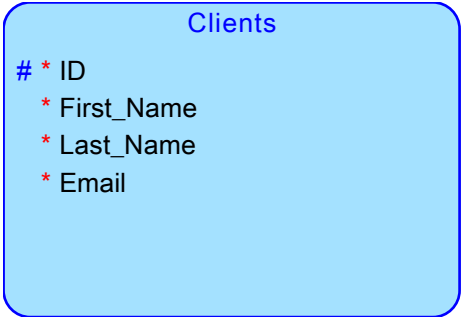 Clients
# * ID
* First_Name
* Last_Name
* Email